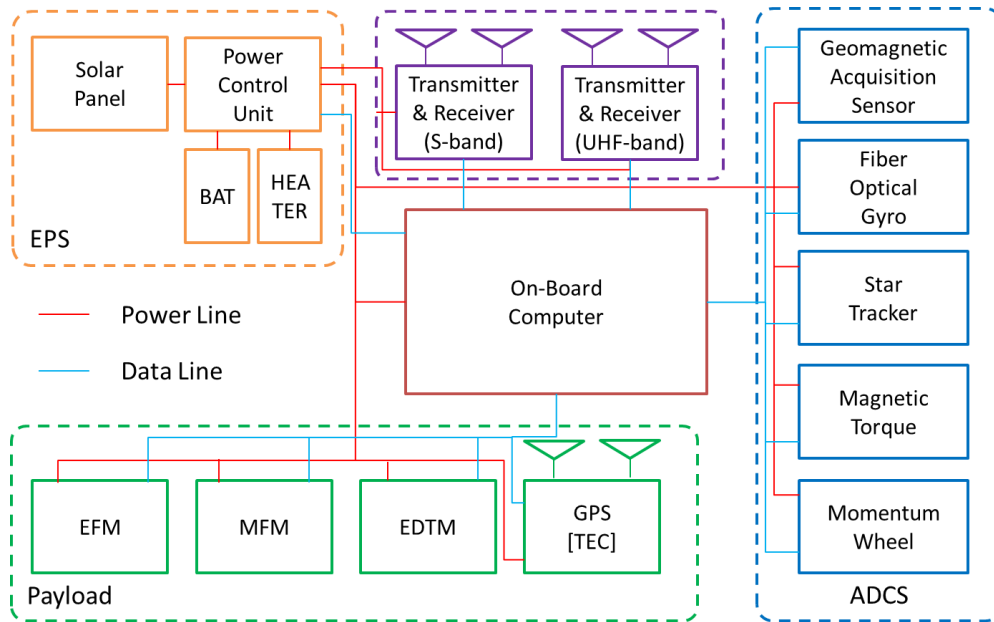 Solar
Panel
Power
Control
Unit
BAT
HEA
TER
EPS
Transmitter
& Receiver
(S-band)
Transmitter
& Receiver
(UHF-band)
Geomagnetic
Acquisition
Sensor
Fiber
Optical
Gyro
Star
Tracker
Magnetic
Torque
Momentum
Wheel
ADCS
On-Board
Computer
Power Line
Data Line
EFM
MFM
EDTM
GPS
[TEC]
Payload